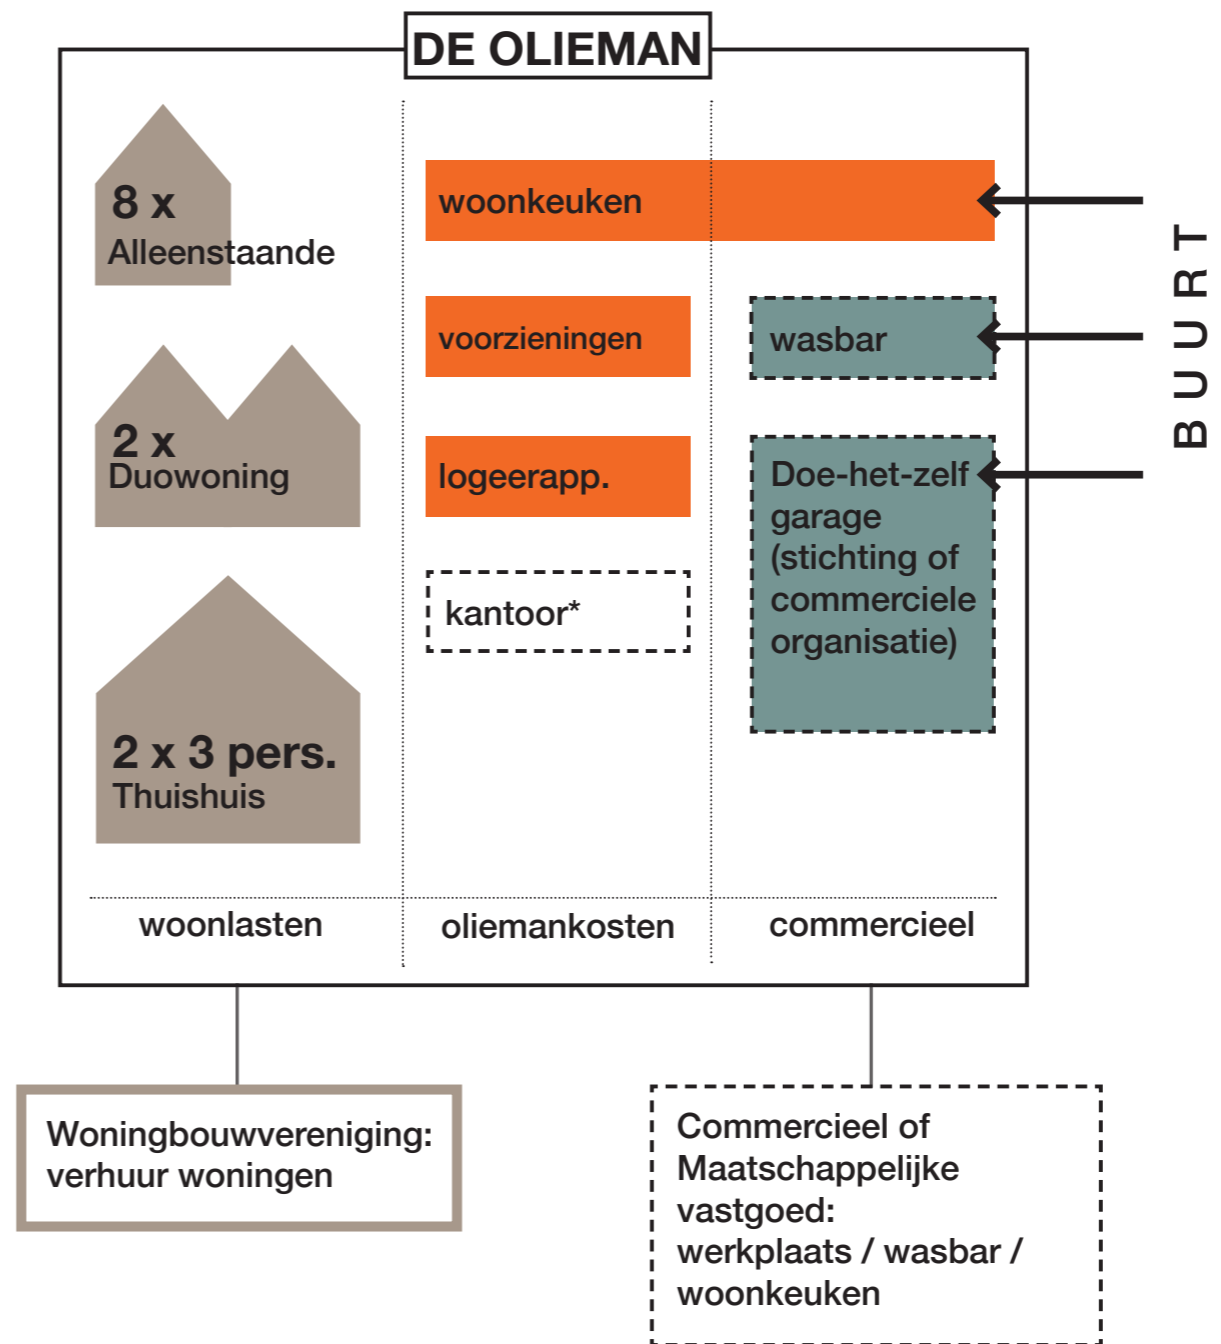 DE OLIEMAN
8 x
Alleenstaande
2 x
Duowoning
2 x 3 pers.
Thuishuis
woonlasten
woonkeuken
voorzieningen
logeerapp.
kantoor*
oliemankosten
wasbar
Doe-het-zelf
garage
(stichting of
commerciele
organisatie)
commercieel
BUURT
Woningbouwvereniging:
verhuur woningen
Commercieel of
Maatschappelijke
vastgoed:
werkplaats / wasbar /
woonkeuken